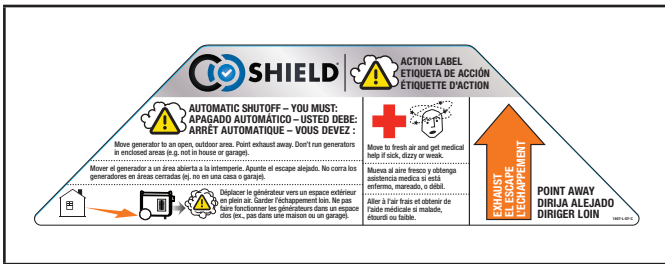 CO SHIELD®
ACTION LABEL
ETIQUETA DE ACCIÓN
ÉTIQUETTE D'ACTION
AUTOMATIC SHUTOFF – YOU MUST:
APAGADO AUTOMÁTICO – USTED DEBE:
ARRÊT AUTOMATIQUE – VOUS DEVEZ :
Move generator to an open, outdoor area. Point exhaust away. Don't run generators
in enclosed areas (e.g. not in house or garage).
Mover el generador a un área abierta a la intemperie. Apunte el escape alejado. No corra los
generadores en áreas cerradas (ej. no en una casa o garaje).
Déplacer le générateur vers un espace extérieur
en plein air. Garder l'échappement loin. Ne pas
faire fonctionner les générateurs dans un espace
clos (ex., pas dans une maison ou un garage).
Move to fresh air and get medical
help if sick, dizzy or weak.
Mueva al aire fresco y obtenga
asistencia medica si está
enfermo, mareado, o débil.
Aller à l'air frais et obtenir de
l'aide médicale si malade,
étourdi ou faible.
EXHAUST
EL ESCAPE
L'ÉCHAPPEMENT
POINT AWAY
DIRIJA ALEJADO
DIRIGER LOIN